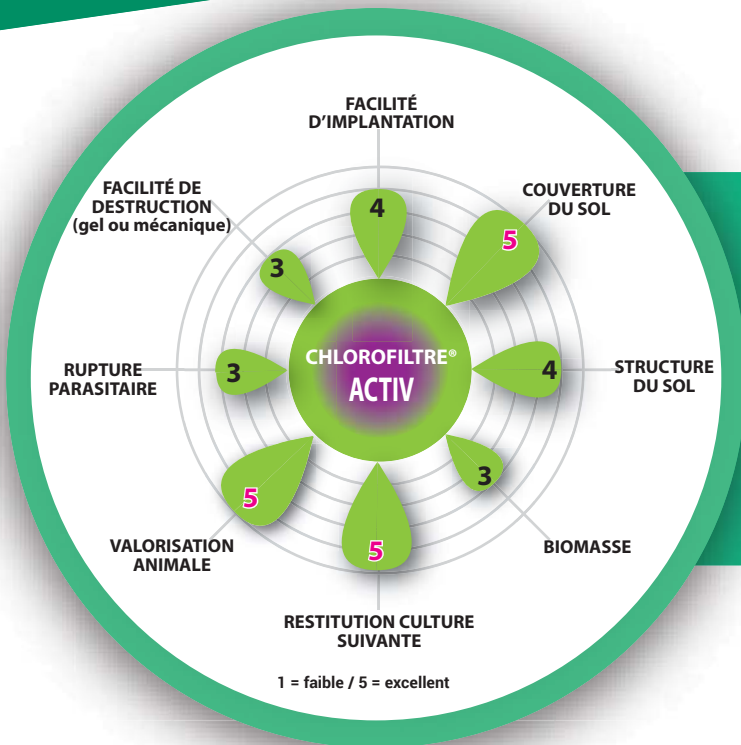 FACILITÉ
D'IMPLANTATION
4
COUVERTURE
DU SOL
5
STRUCTURE
DU SOL
4
BIOMASSE
3
RESTITUTION CULTURE
SUIVANTE
5
VALORISATION
ANIMALE
5
RUPTURE
PARASITAIRE
3
FACILITÉ DE
DESTRUCTION
(gel ou mécanique)
3
CHLOROFILTRE®
ACTIV
1 = faible / 5 = excellent